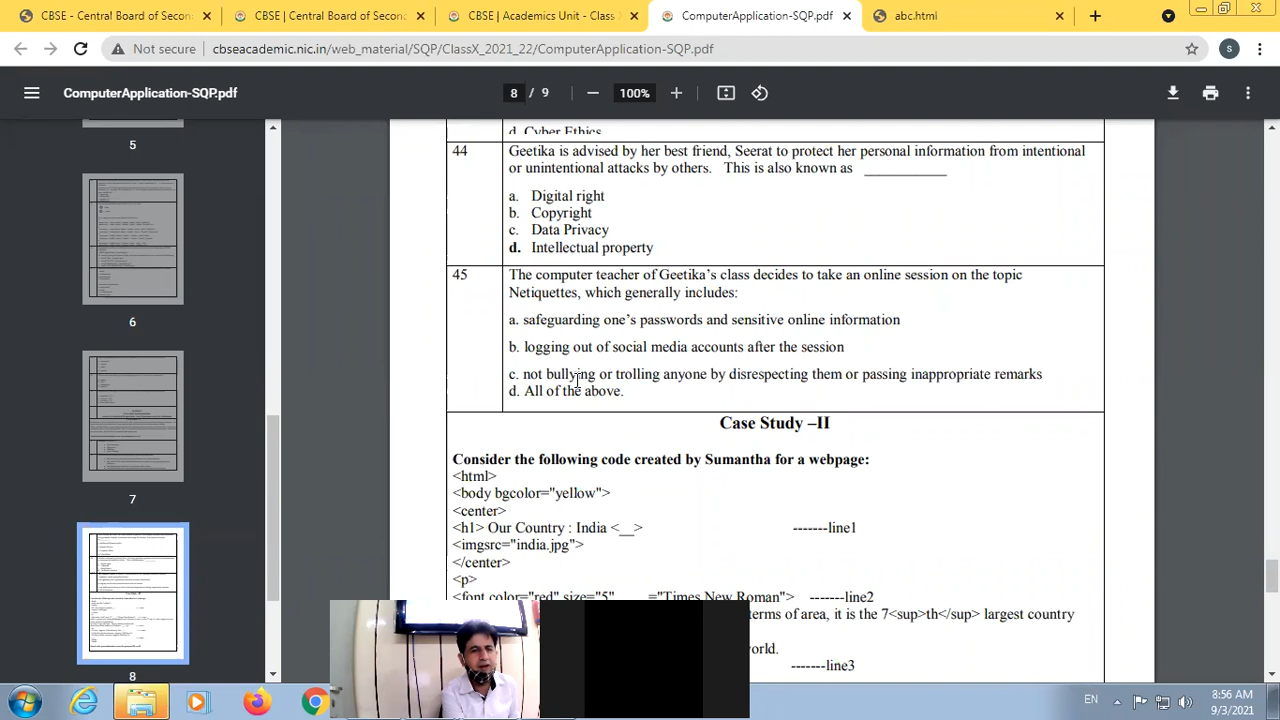 CBSE - Central Board of Secon
CBSE | Central Board of Secon
CBSE | Academics Unit - Class
ComputerApplication-SQP.pdf
abc.html
Not secure
cbseacademic.nic.in/web_material/SQP/ClassX_2021_22/ComputerApplication-SQP.pdf
S
ComputerApplication-SQP.pdf
8 / 9
100%
5
6
7
8
d. Cyber Ethics
44
Geetika is advised by her best friend, Seerat to protect her personal information from intentional
or unintentional attacks by others. This is also known as __________
a. Digital right
b. Copyright
c. Data Privacy
d. Intellectual property
45
The computer teacher of Geetika's class decides to take an online session on the topic
Netiquettes, which generally includes:
a. safeguarding one's passwords and sensitive online information
b. logging out of social media accounts after the session
c. not bullying or trolling anyone by disrespecting them or passing inappropriate remarks
d. All of the above.
Case Study –II
Consider the following code created by Sumantha for a webpage:
<html>
<body bgcolor="yellow">
<center>
<h1> Our Country : India <__> -------line1
<imgsrc="india.jpg">
</center>
<p>
<font color="red" size="5" ____="Times New Roman"> -------line2
terms of area, it is the 7<sup>th</sup> largest country
world.
-------line3
EN
8:56 AM
9/3/2021